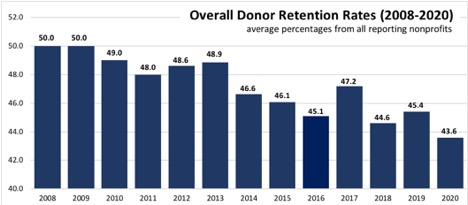 Overall Donor Retention Rates (2008-2020)
average percentages from all reporting nonprofits
52.0
50.0
48.0
46.0
44.0
42.0
40.0
50.0 50.0 49.0 48.0 48.6 48.9 46.6 46.1 45.1 47.2 44.6 45.4 43.6
2008 2009 2010 2011 2012 2013 2014 2015 2016 2017 2018 2019 2020